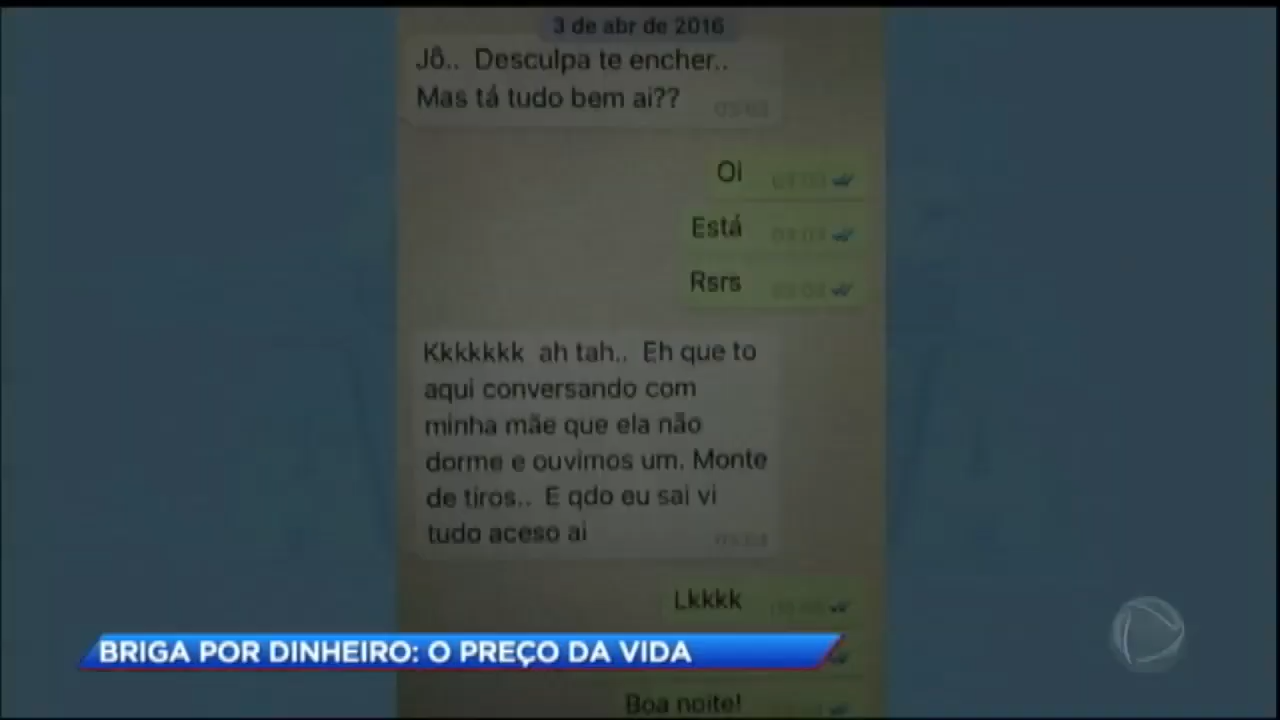 3 de abr de 2016
Jô.. Desculpa te encher..
Mas tá tudo bem ai??
Oi
Está
Rsrs
Kkkkkkk ah tah.. Eh que to
aqui conversando com
minha mãe que ela não
dorme e ouvimos um. Monte
de tiros.. E qdo eu sai vi
tudo aceso ai
Lkkkk
BRIGA POR DINHEIRO: O PREÇO DA VIDA
Boa noite!